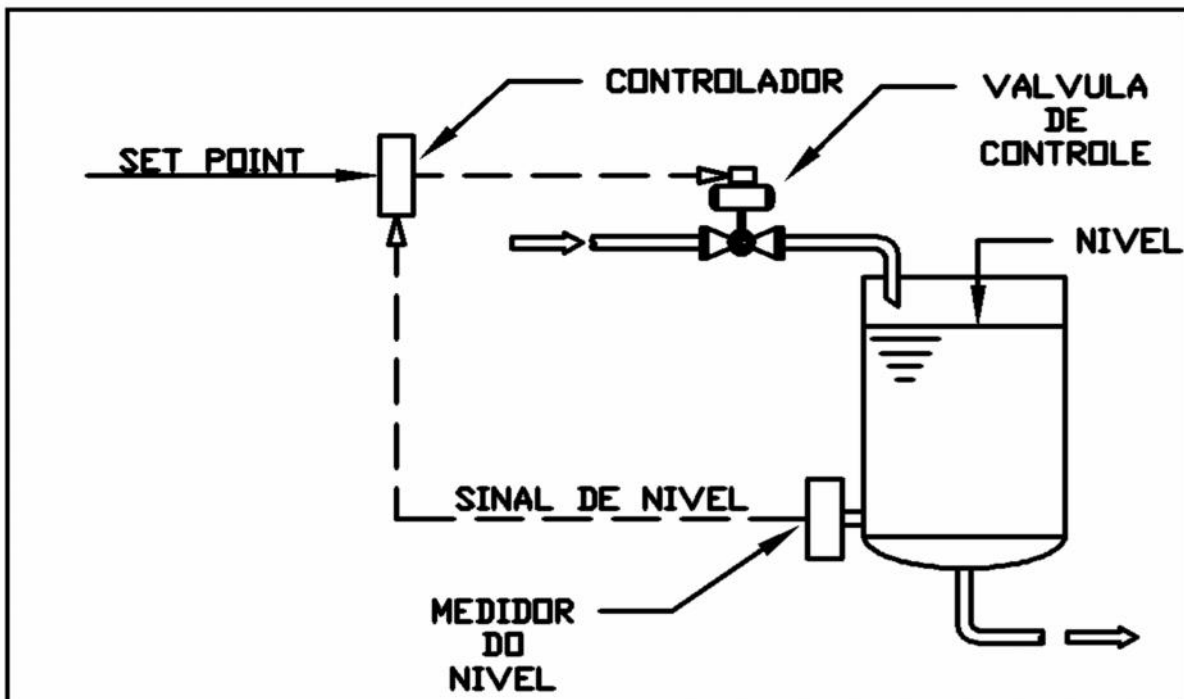 CONTROLADOR
VALVULA
DE
CONTROLE
SET POINT
NIVEL
SINAL DE NIVEL
MEDIDOR
DO
NIVEL